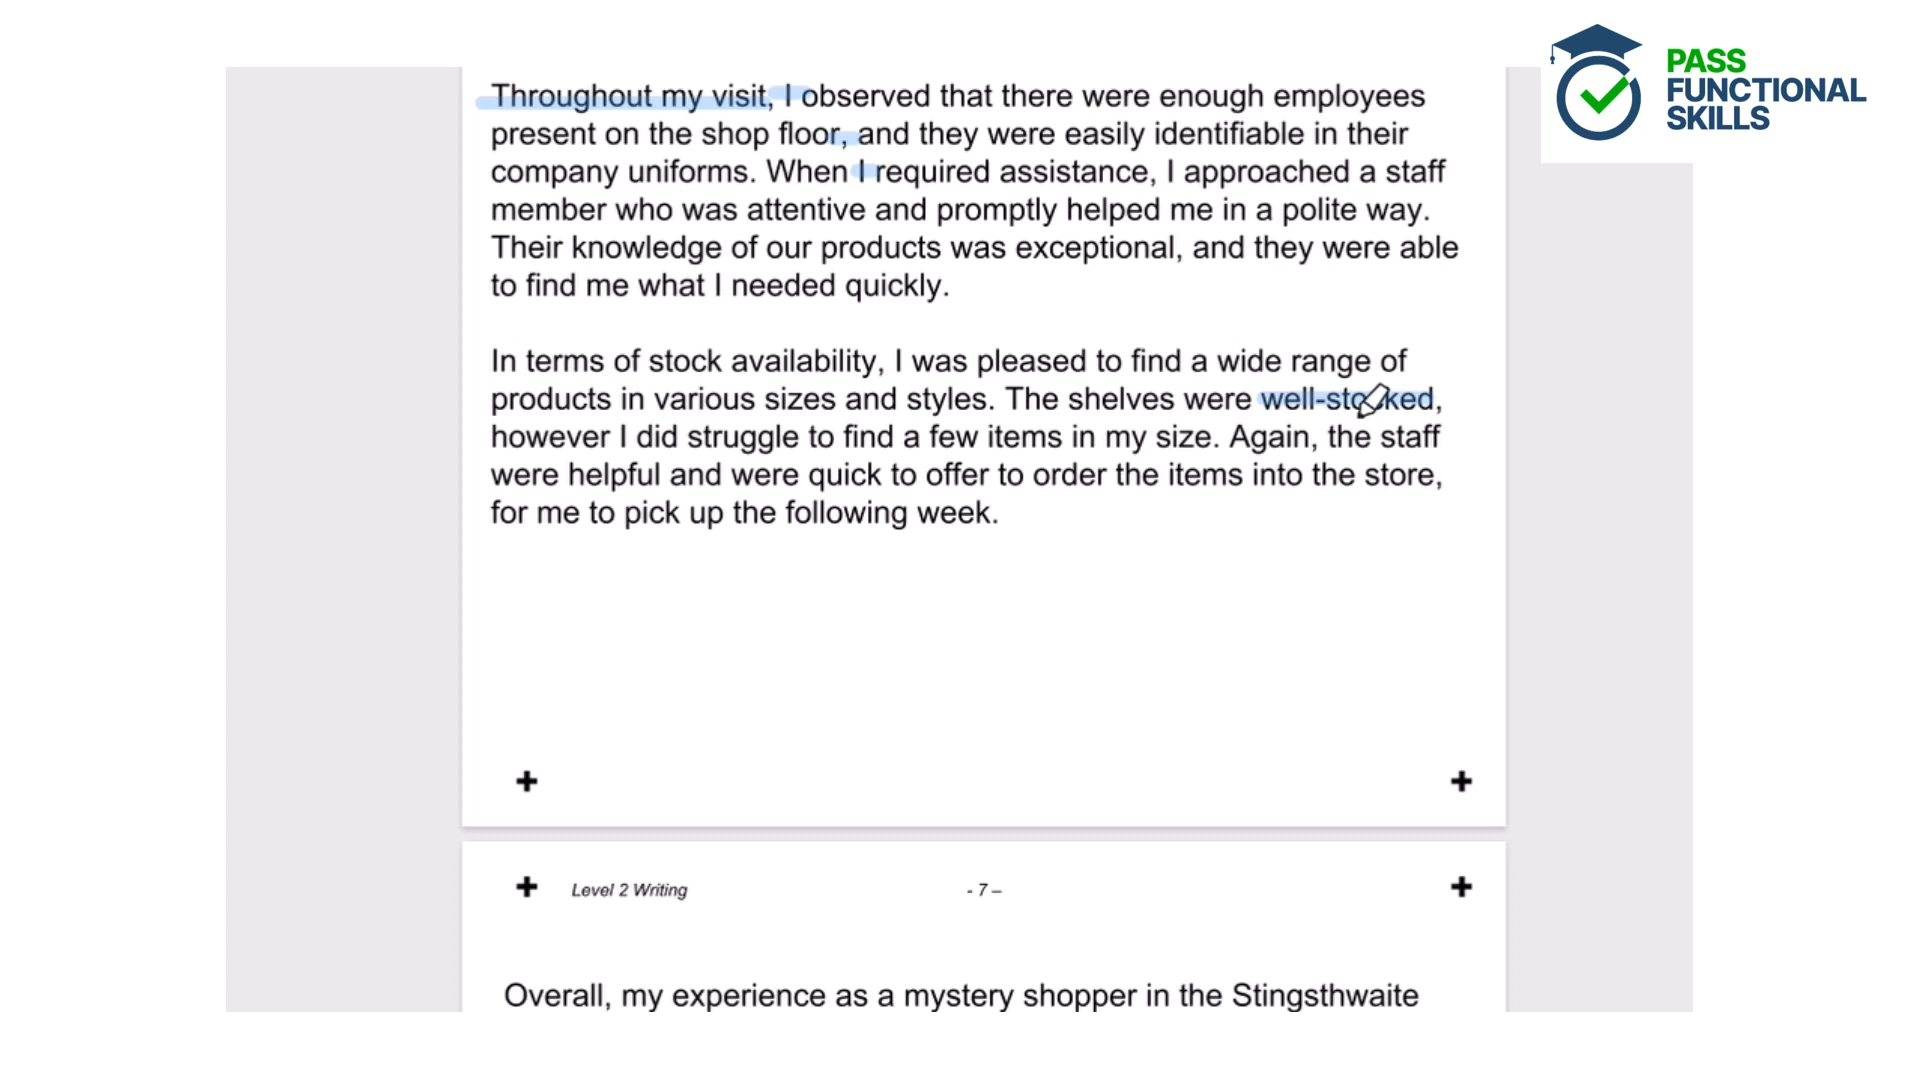 PASS
FUNCTIONAL
SKILLS
Throughout my visit, I observed that there were enough employees
present on the shop floor, and they were easily identifiable in their
company uniforms. When I required assistance, I approached a staff
member who was attentive and promptly helped me in a polite way.
Their knowledge of our products was exceptional, and they were able
to find me what I needed quickly.
In terms of stock availability, I was pleased to find a wide range of
products in various sizes and styles. The shelves were well-stocked,
however I did struggle to find a few items in my size. Again, the staff
were helpful and were quick to offer to order the items into the store,
for me to pick up the following week.
Level 2 Writing - 7 –
Overall, my experience as a mystery shopper in the Stingsthwaite